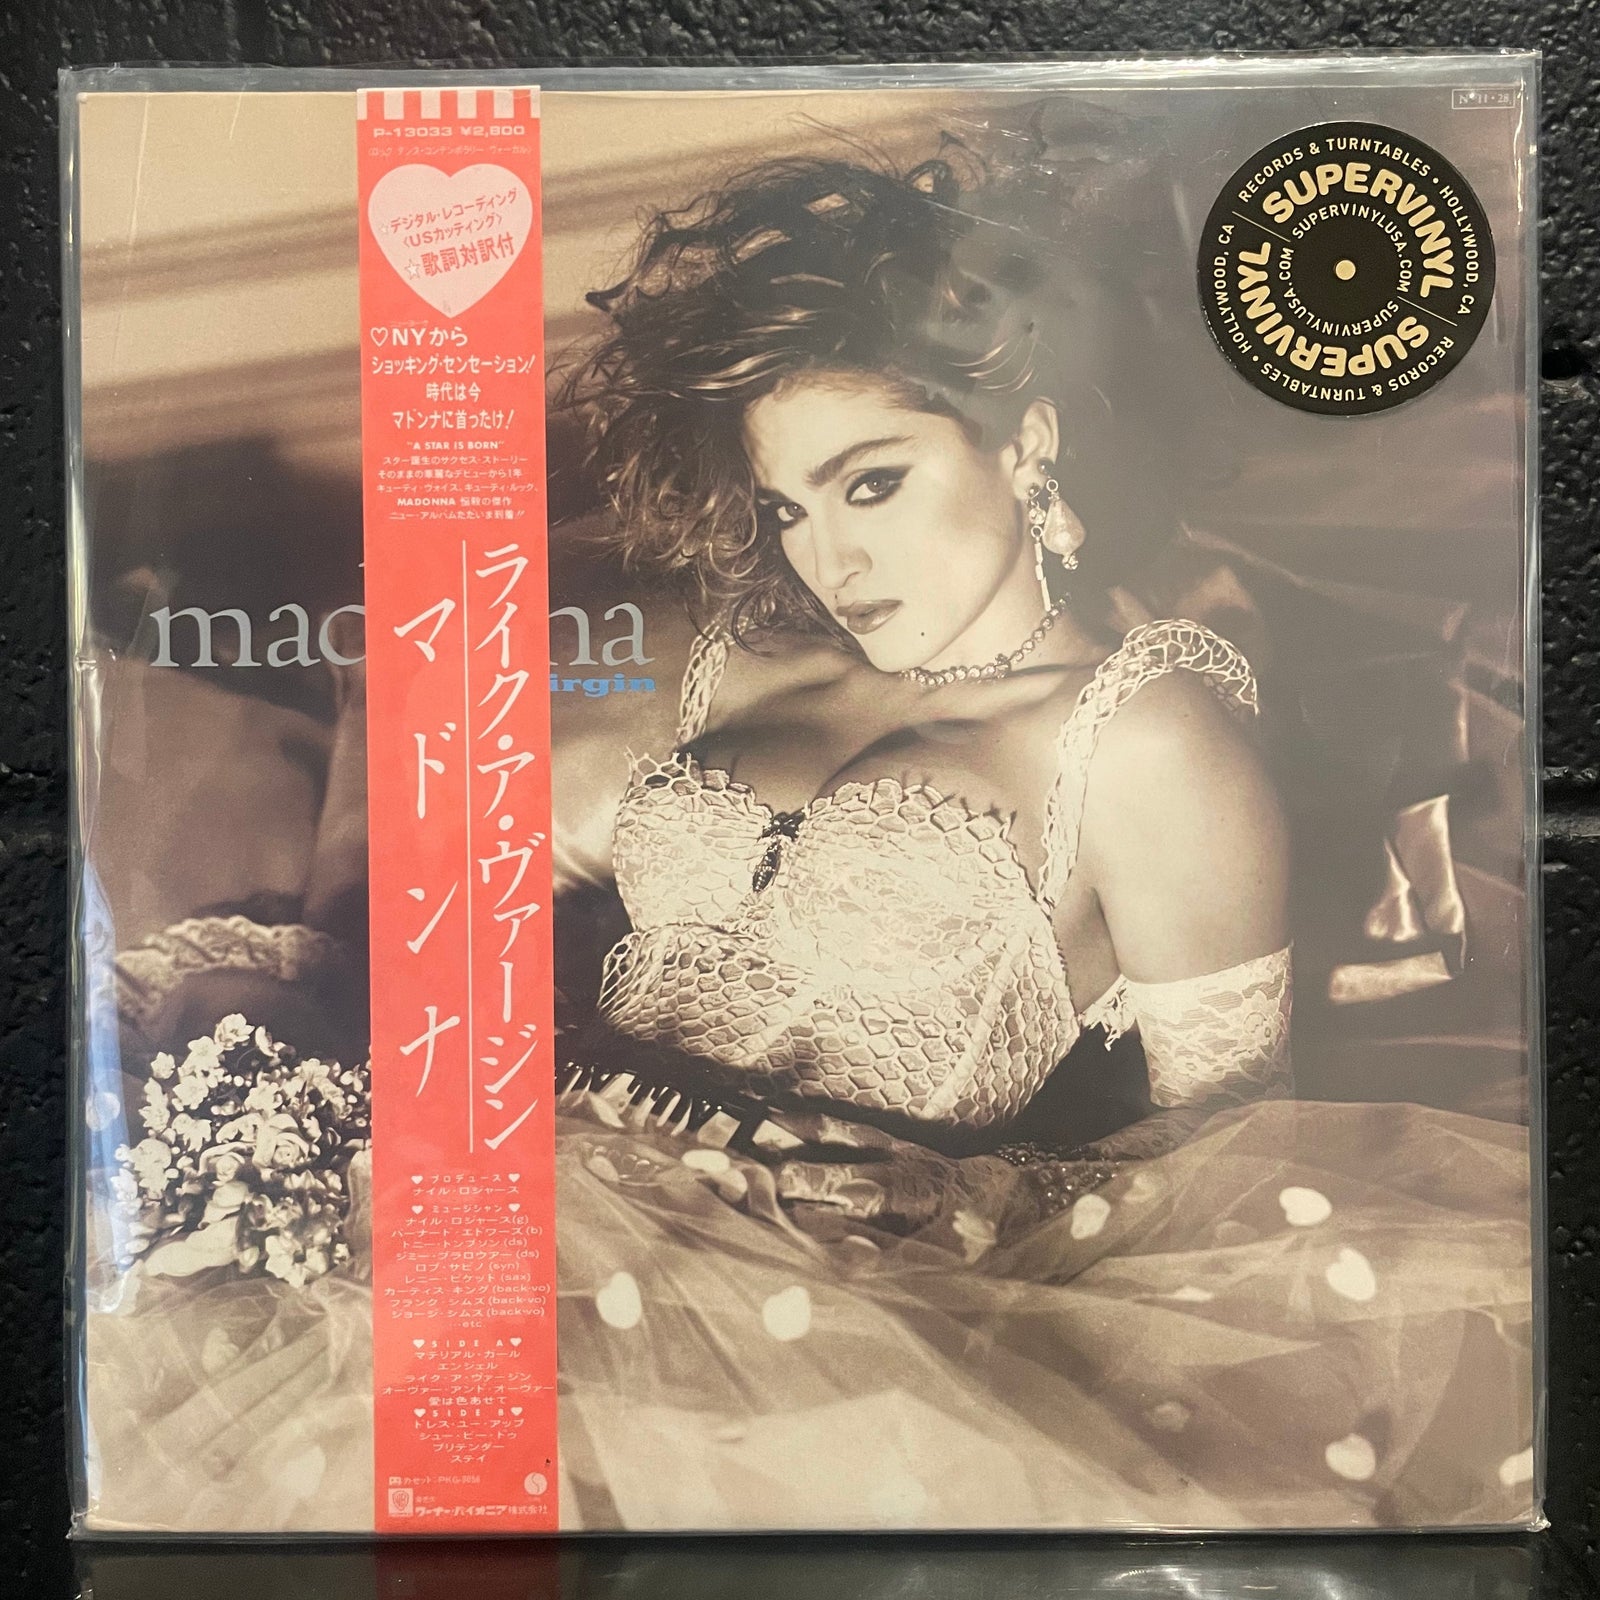 P-13033 ¥2,800
(ロック ダンス・コンテンポラリー ヴォーカル)
☆デジタル・レコーディング
〈USカッティング〉
☆歌詞対訳付
♡NYから
ショッキング・センセーション!
時代は今
マドンナに首ったけ!
"A STAR IS BORN"
スター誕生のサクセス・ストーリー
そのままの華麗なデビューから1年
キューティ・ヴォイス、キューティ・ルック、
MADONNA 悩殺の傑作
ニュー・アルバムただいま到着!!
ライク・ア・ヴァージン
マドンナ
♥ プロデュース ♥
ナイル・ロジャース
♥ ミュージシャン ♥
ナイル・ロジャース(g)
バーナード・エドワーズ(b)
トニー・トンプソン(ds)
ジミー・ブラロウアー(ds)
ロブ・サビノ(syn)
レニー・ピケット(sax)
カーティス・キング(back-vo)
フランク・シムズ(back-vo)
ジョージ・シムス(back-vo)
…etc.
♥ SIDE A ♥
マテリアル・ガール
エンジェル
ライク・ア・ヴァージン
オーヴァー・アンド・オーヴァー
愛は色あせて
♥ SIDE B ♥
ドレス・ユー・アップ
シュー・ビー・ドゥ
プリテンダー
ステイ
カセット:PKG-3056
発売元
ワーナー・パイオニア株式会社
mad na
irgin
Nº 11・28
RECORDS & TURNTABLES • HOLLYWOOD, CA
SUPERVINYL
SUPERVINYLUSA.COM
RECORDS & TURNTABLES • HOLLYWOOD, CA
SUPERVINYL
SUPERVINYLUSA.COM